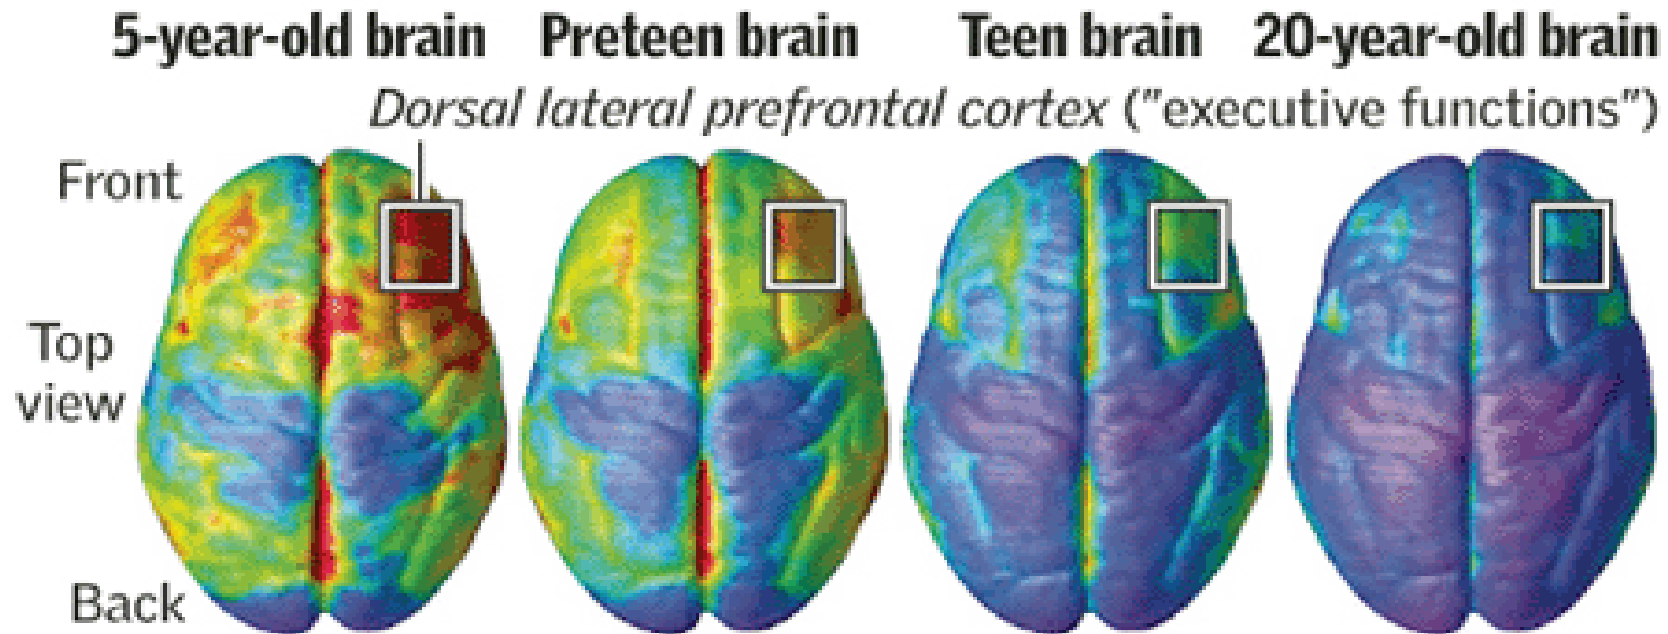 5-year-old brain Preteen brain Teen brain 20-year-old brain
Dorsal lateral prefrontal cortex ("executive functions")
Front
Top
view
Back